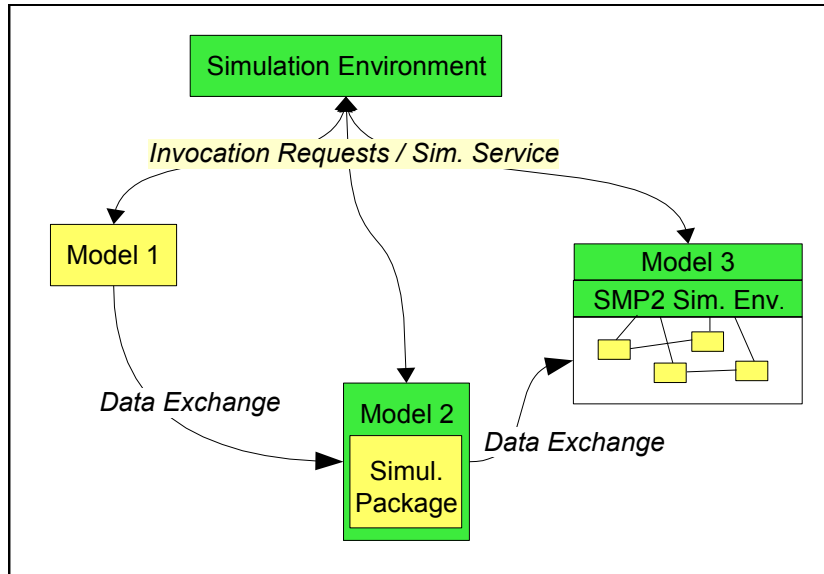 Simulation Environment
Invocation Requests / Sim. Service
Model 1
Model 3
SMP2 Sim. Env.
Data Exchange
Model 2
Data Exchange
Simul.
Package